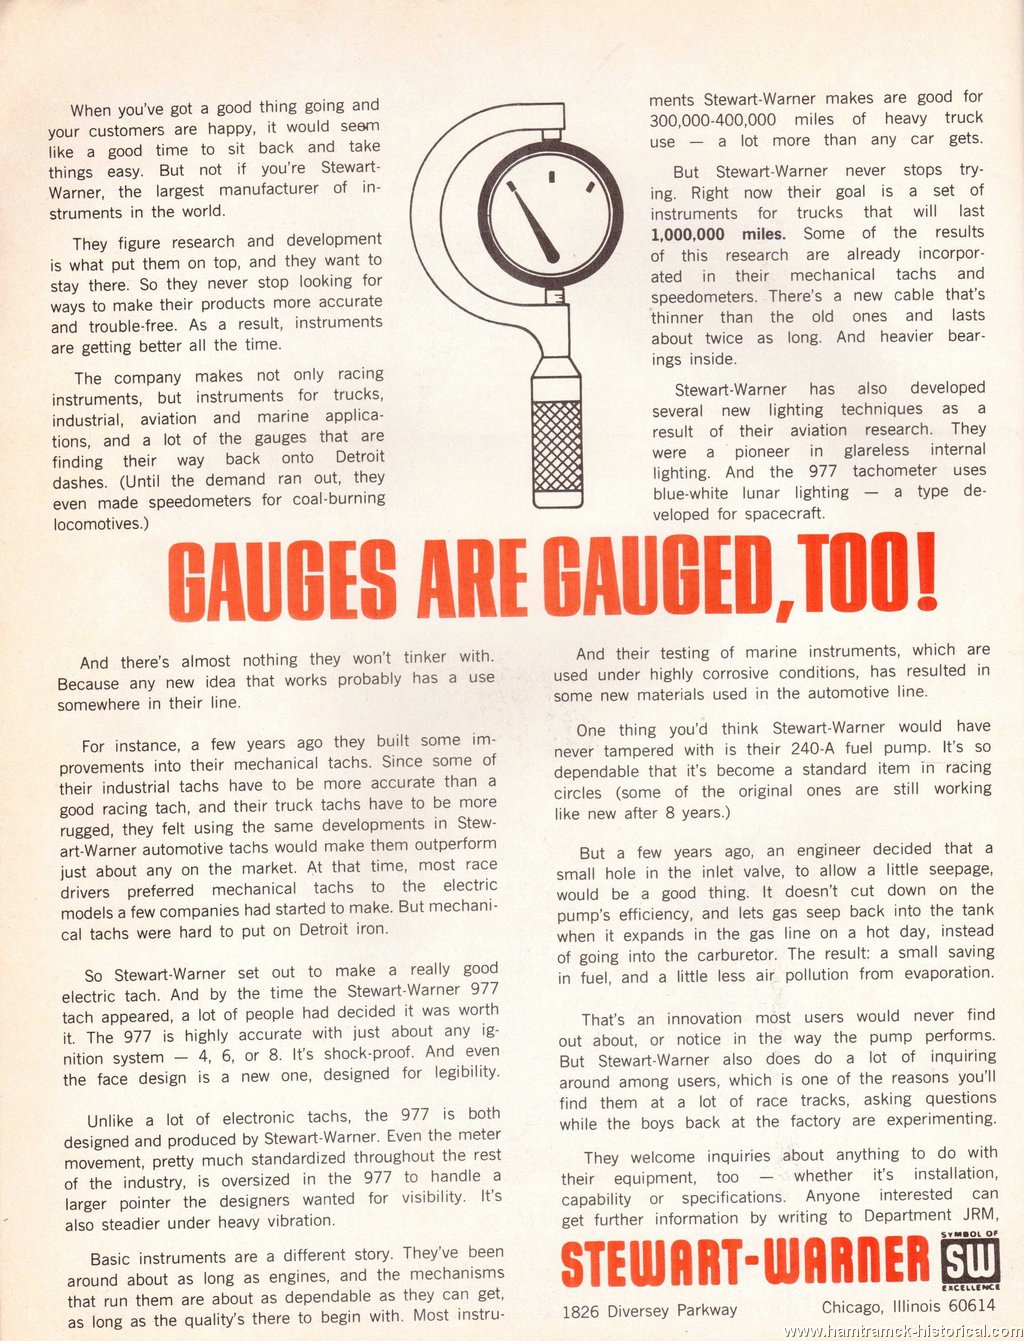 When you've got a good thing going and
your customers are happy, it would seem
like a good time to sit back and take
things easy. But not if you're Stewart-
Warner, the largest manufacturer of in-
struments in the world.
They figure research and development
is what put them on top, and they want to
stay there. So they never stop looking for
ways to make their products more accurate
and trouble-free. As a result, instruments
are getting better all the time.
The company makes not only racing
instruments, but instruments for trucks,
industrial, aviation and marine applica-
tions, and a lot of the gauges that are
finding their way back onto Detroit
dashes. (Until the demand ran out, they
even made speedometers for coal-burning
locomotives.)
GAUGES ARE GAUGED, TOO!
And there's almost nothing they won't tinker with.
Because any new idea that works probably has a use
somewhere in their line.
For instance, a few years ago they built some im-
provements into their mechanical tachs. Since some of
their industrial tachs have to be more accurate than a
good racing tach, and their truck tachs have to be more
rugged, they felt using the same developments in Stew-
art-Warner automotive tachs would make them outperform
just about any on the market. At that time, most race
drivers preferred mechanical tachs to the electric
models a few companies had started to make. But mechani-
cal tachs were hard to put on Detroit iron.
So Stewart-Warner set out to make a really good
electric tach. And by the time the Stewart-Warner 977
tach appeared, a lot of people had decided it was worth
it. The 977 is highly accurate with just about any ig-
nition system — 4, 6, or 8. It's shock-proof. And even
the face design is a new one, designed for legibility.
Unlike a lot of electronic tachs, the 977 is both
designed and produced by Stewart-Warner. Even the meter
movement, pretty much standardized throughout the rest
of the industry, is oversized in the 977 to handle a
larger pointer the designers wanted for visibility. It's
also steadier under heavy vibration.
Basic instruments are a different story. They've been
around about as long as engines, and the mechanisms
that run them are about as dependable as they can get,
as long as the quality's there to begin with. Most instru-
ments Stewart-Warner makes are good for
300,000-400,000 miles of heavy truck
use — a lot more than any car gets.
But Stewart-Warner never stops try-
ing. Right now their goal is a set of
instruments for trucks that will last
1,000,000 miles. Some of the results
of this research are already incorpor-
ated in their mechanical tachs and
speedometers. There's a new cable that's
thinner than the old ones and lasts
about twice as long. And heavier bear-
ings inside.
Stewart-Warner has also developed
several new lighting techniques as a
result of their aviation research. They
were a pioneer in glareless internal
lighting. And the 977 tachometer uses
blue-white lunar lighting — a type de-
veloped for spacecraft.
And their testing of marine instruments, which are
used under highly corrosive conditions, has resulted in
some new materials used in the automotive line.
One thing you'd think Stewart-Warner would have
never tampered with is their 240-A fuel pump. It's so
dependable that it's become a standard item in racing
circles (some of the original ones are still working
like new after 8 years.)
But a few years ago, an engineer decided that a
small hole in the inlet valve, to allow a little seepage,
would be a good thing. It doesn't cut down on the
pump's efficiency, and lets gas seep back into the tank
when it expands in the gas line on a hot day, instead
of going into the carburetor. The result: a small saving
in fuel, and a little less air pollution from evaporation.
That's an innovation most users would never find
out about, or notice in the way the pump performs.
But Stewart-Warner also does do a lot of inquiring
around among users, which is one of the reasons you'll
find them at a lot of race tracks, asking questions
while the boys back at the factory are experimenting.
They welcome inquiries about anything to do with
their equipment, too — whether it's installation,
capability or specifications. Anyone interested can
get further information by writing to Department JRM,
STEWART-WARNER
SYMBOL OF
SW
EXCELLENCE
1826 Diversey Parkway Chicago, Illinois 60614
www.hamtramck-historical.com